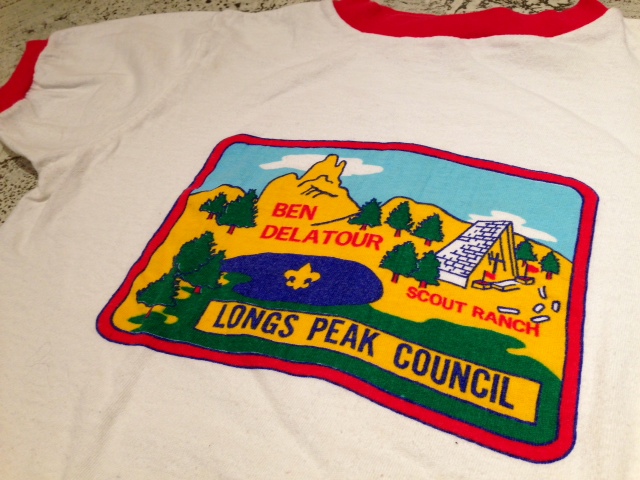 BEN
DELATOUR
SCOUT RANCH
LONGS PEAK COUNCIL